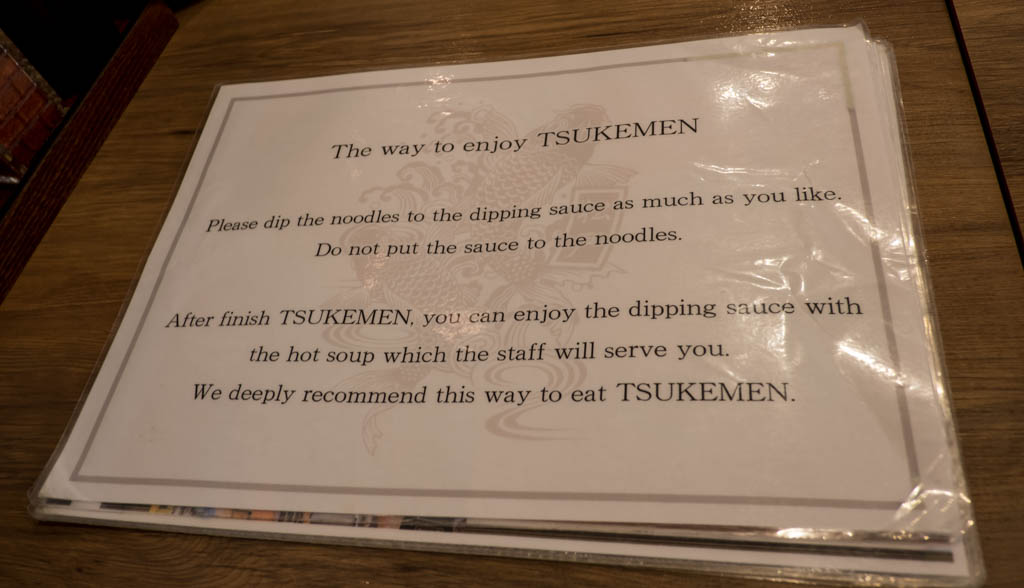 The way to enjoy TSUKEMEN
Please dip the noodles to the dipping sauce as much as you like.
Do not put the sauce to the noodles.
After finish TSUKEMEN, you can enjoy the dipping sauce with
the hot soup which the staff will serve you.
We deeply recommend this way to eat TSUKEMEN.